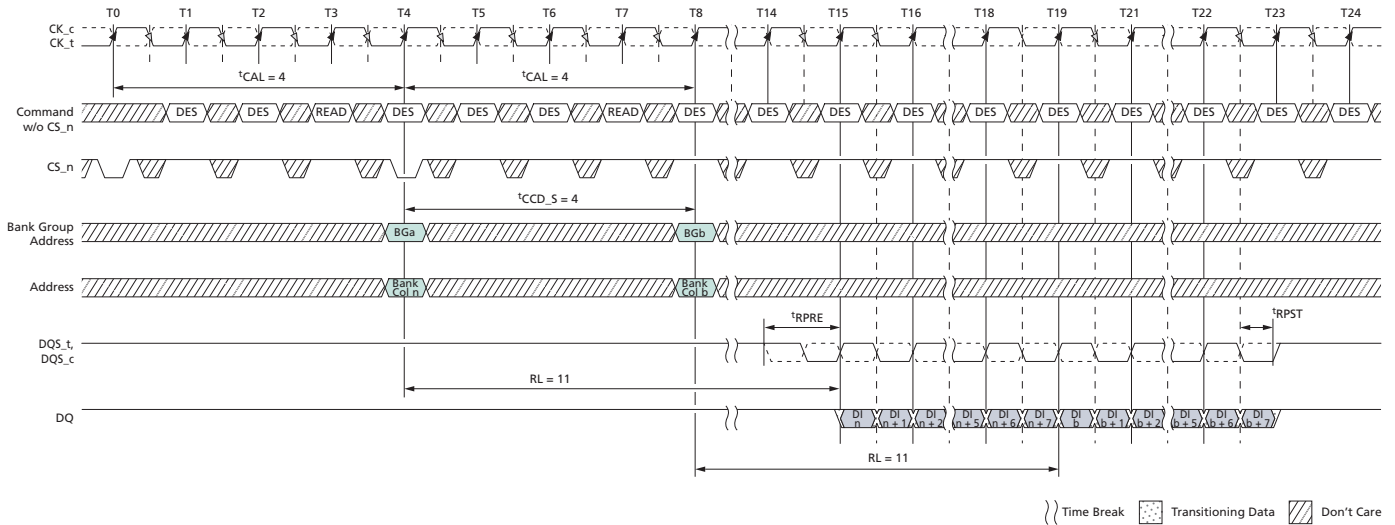 T0 T1 T2 T3 T4 T5 T6 T7 T8 T14 T15 T16 T18 T19 T21 T22 T23 T24
CK_c
CK_t
tCAL = 4 tCAL = 4
Command w/o CS_n DES DES READ DES DES DES READ DES DES DES DES DES DES DES DES DES DES
CS_n
tCCD_S = 4
Bank Group Address BGa BGb
Address Bank Col n Bank Col b
tRPRE tRPST
DQS_t, DQS_c
RL = 11
DQ DI n DI n + 1 DI n + 2 DI n + 5 DI n + 6 DI n + 7 DI b DI b + 1 DI b + 2 DI b + 5 DI b + 6 DI b + 7
RL = 11
Time Break Transitioning Data Don't Care